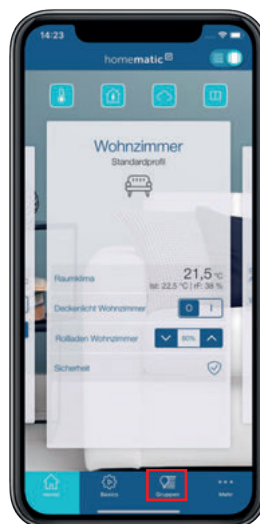 14:23
homematic IP
Wohnzimmer
Standardprofil
Raumklima 21,5 °C
Ist: 22,5 °C | rF: 38 %
Deckenlicht Wohnzimmer O I
Rollladen Wohnzimmer 80%
Sicherheit
Home Basics Gruppen Mehr